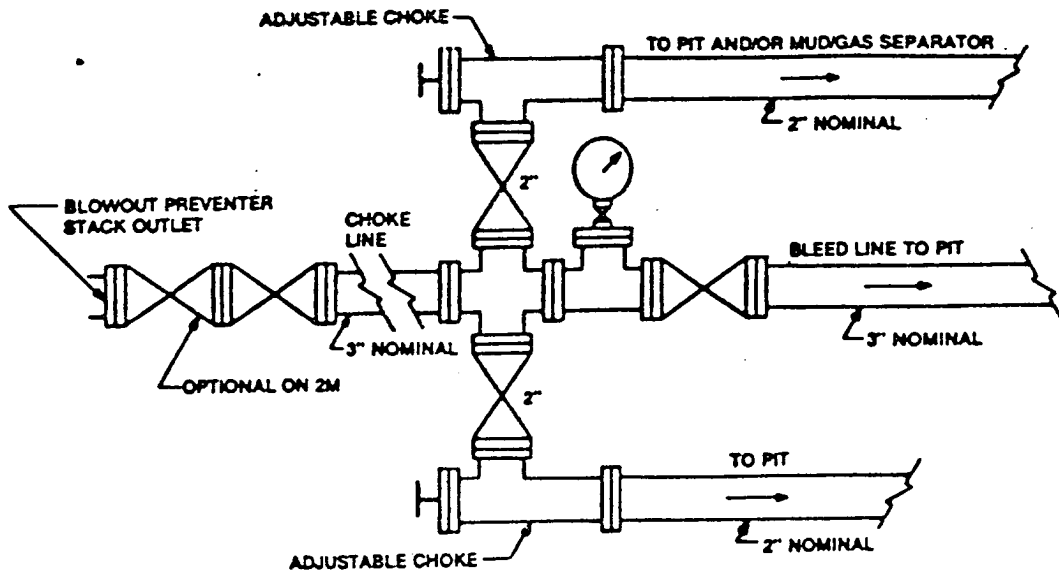 ADJUSTABLE CHOKE
TO PIT AND/OR MUD/GAS SEPARATOR
2" NOMINAL
2"
BLOWOUT PREVENTER
STACK OUTLET
CHOKE
LINE
BLEED LINE TO PIT
3" NOMINAL
3" NOMINAL
OPTIONAL ON 2M
2"
TO PIT
2" NOMINAL
ADJUSTABLE CHOKE